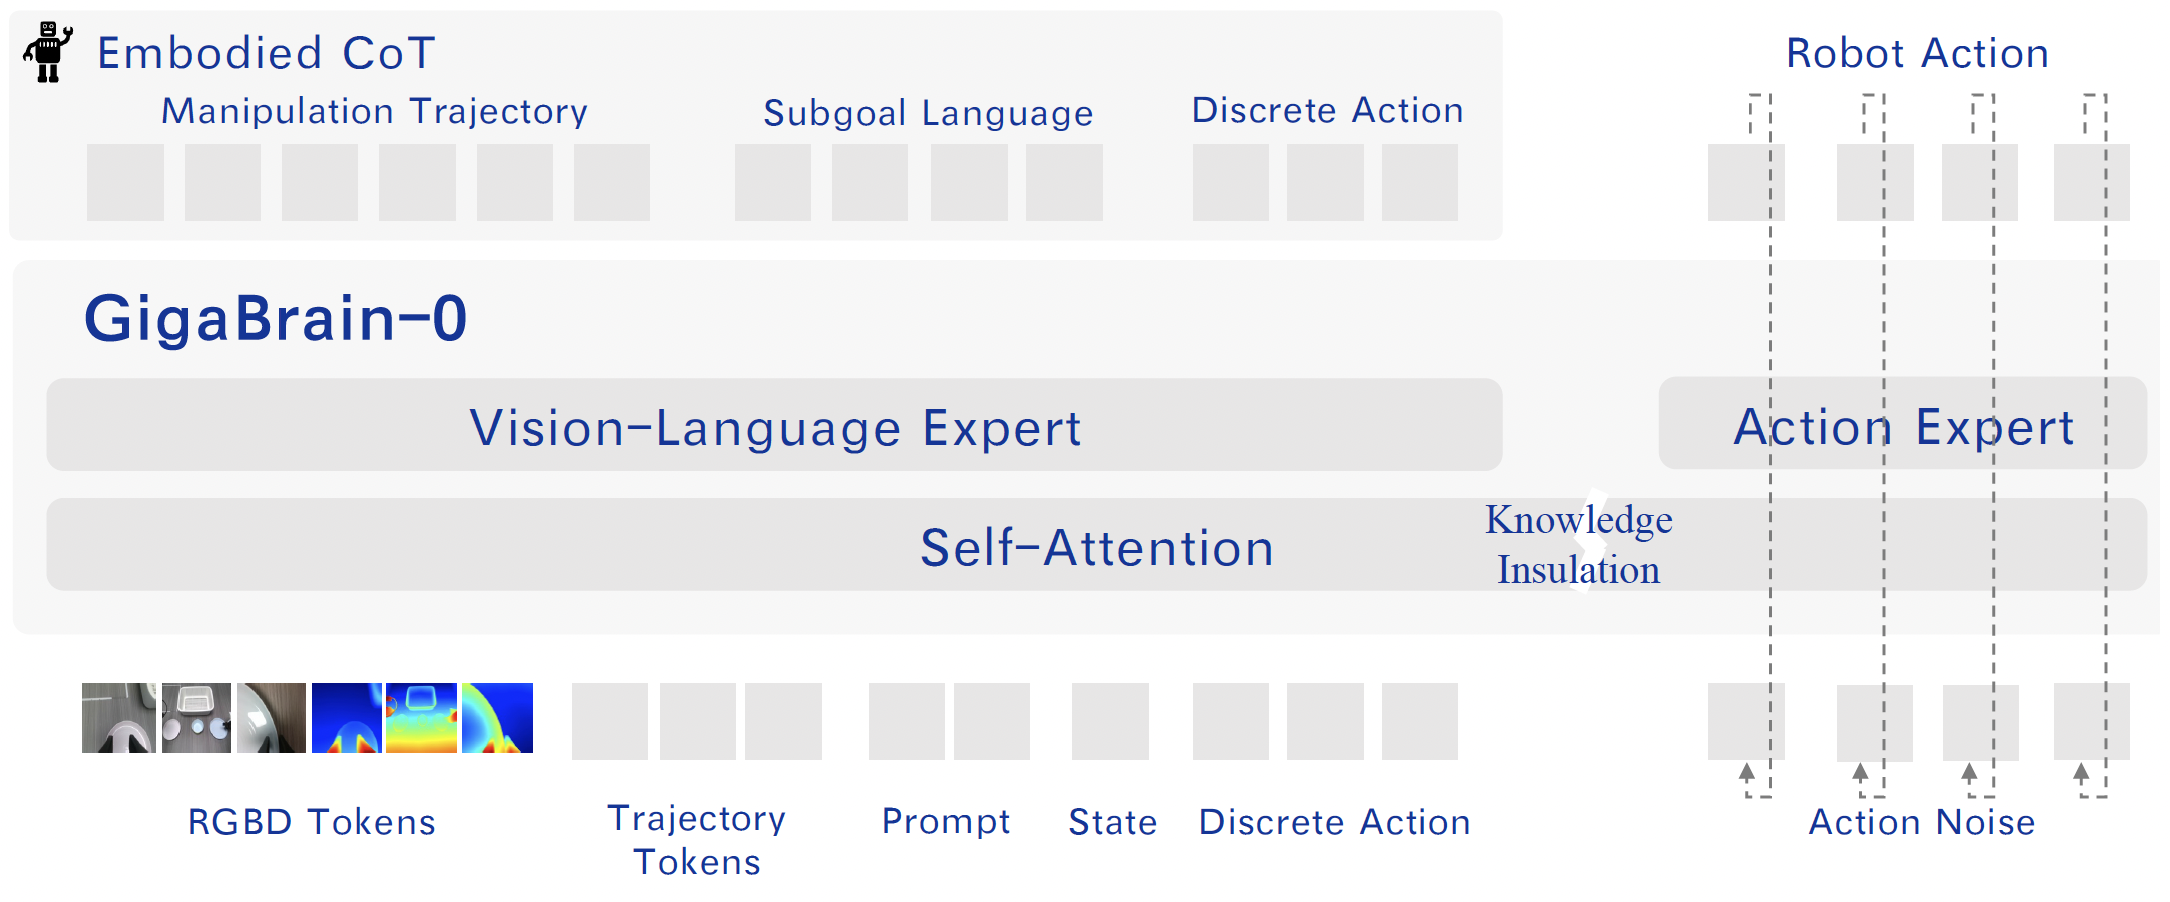 Embodied CoT
Robot Action
Manipulation Trajectory
Subgoal Language
Discrete Action
GigaBrain-0
Vision-Language Expert
Action Expert
Self-Attention
Knowledge
Insulation
RGBD Tokens
Trajectory
Tokens
Prompt
State
Discrete Action
Action Noise